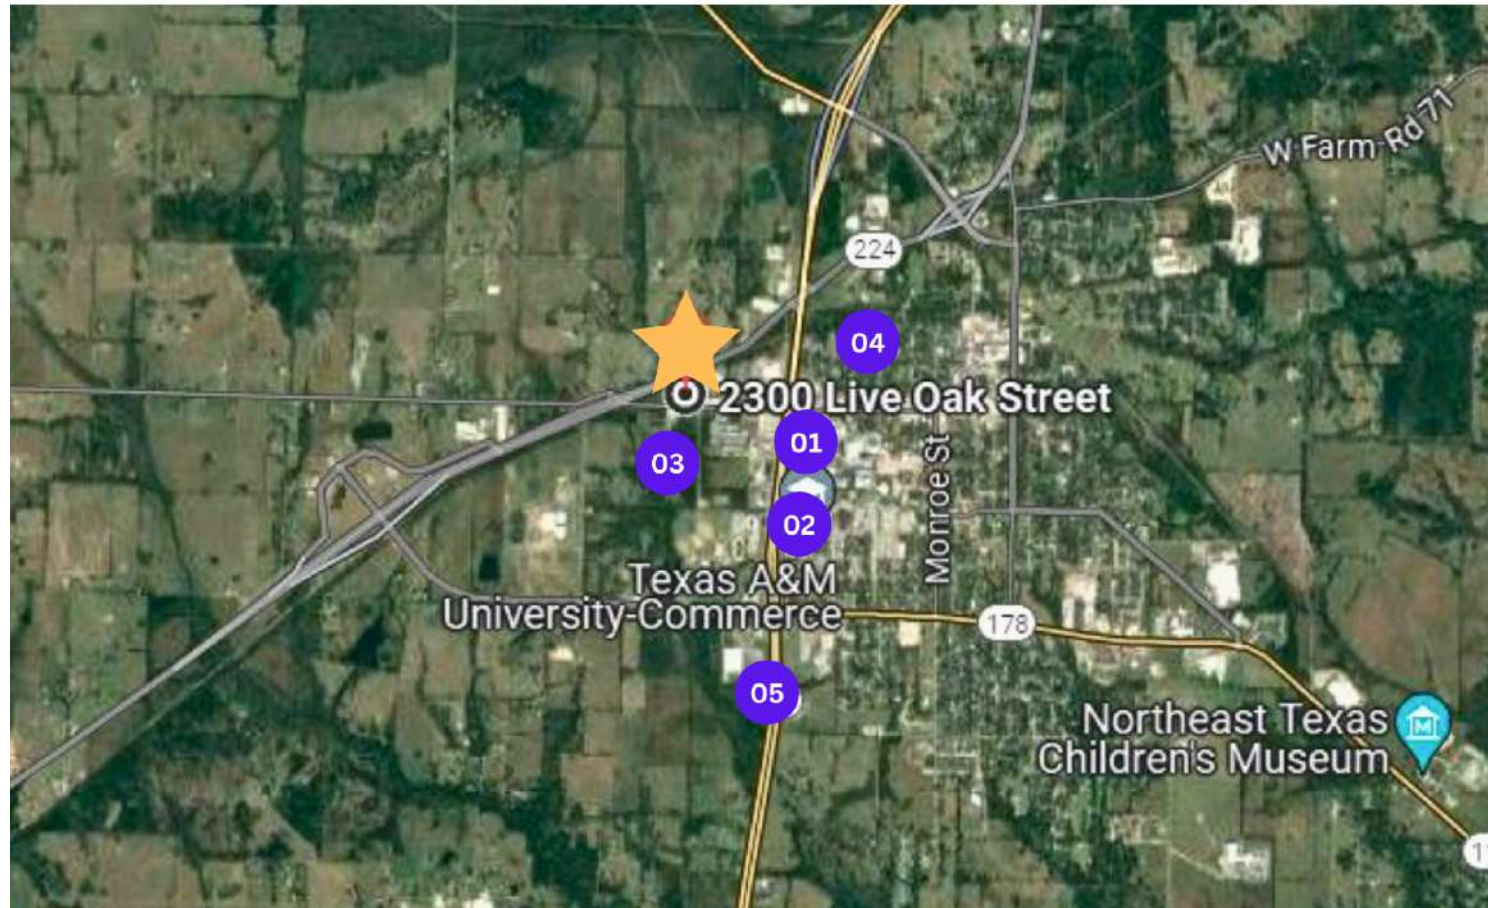 W Farm-Rd 71
224
04
2300 Live Oak Street
01
03
02
Monroe St
Texas A&M
University-Commerce
178
05
Northeast Texas
Children's Museum
M